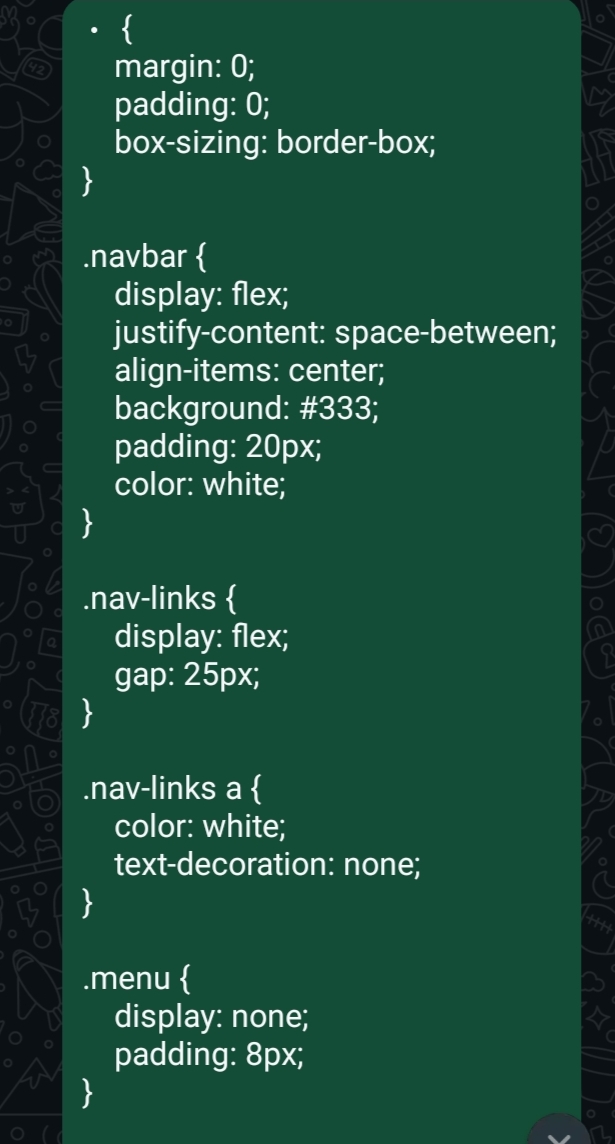 • {
margin: 0;
padding: 0;
box-sizing: border-box;
}
.navbar {
display: flex;
justify-content: space-between;
align-items: center;
background: #333;
padding: 20px;
color: white;
}
.nav-links {
display: flex;
gap: 25px;
}
.nav-links a {
color: white;
text-decoration: none;
}
.menu {
display: none;
padding: 8px;
}